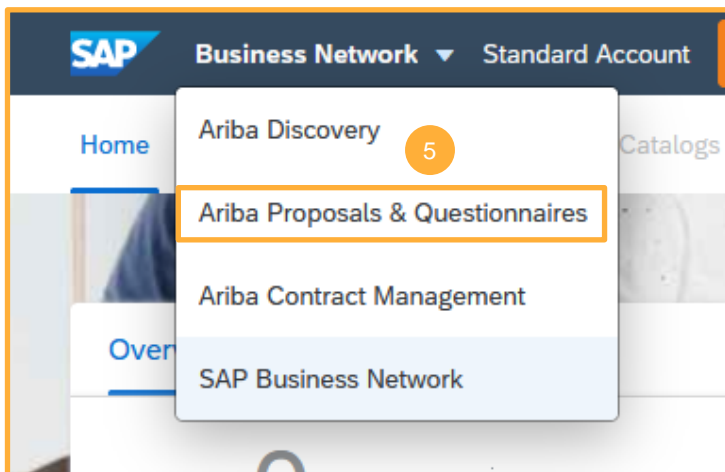 SAP Business Network Standard Account
Home Catalogs
Ariba Discovery
5
Ariba Proposals & Questionnaires
Ariba Contract Management
Over
SAP Business Network